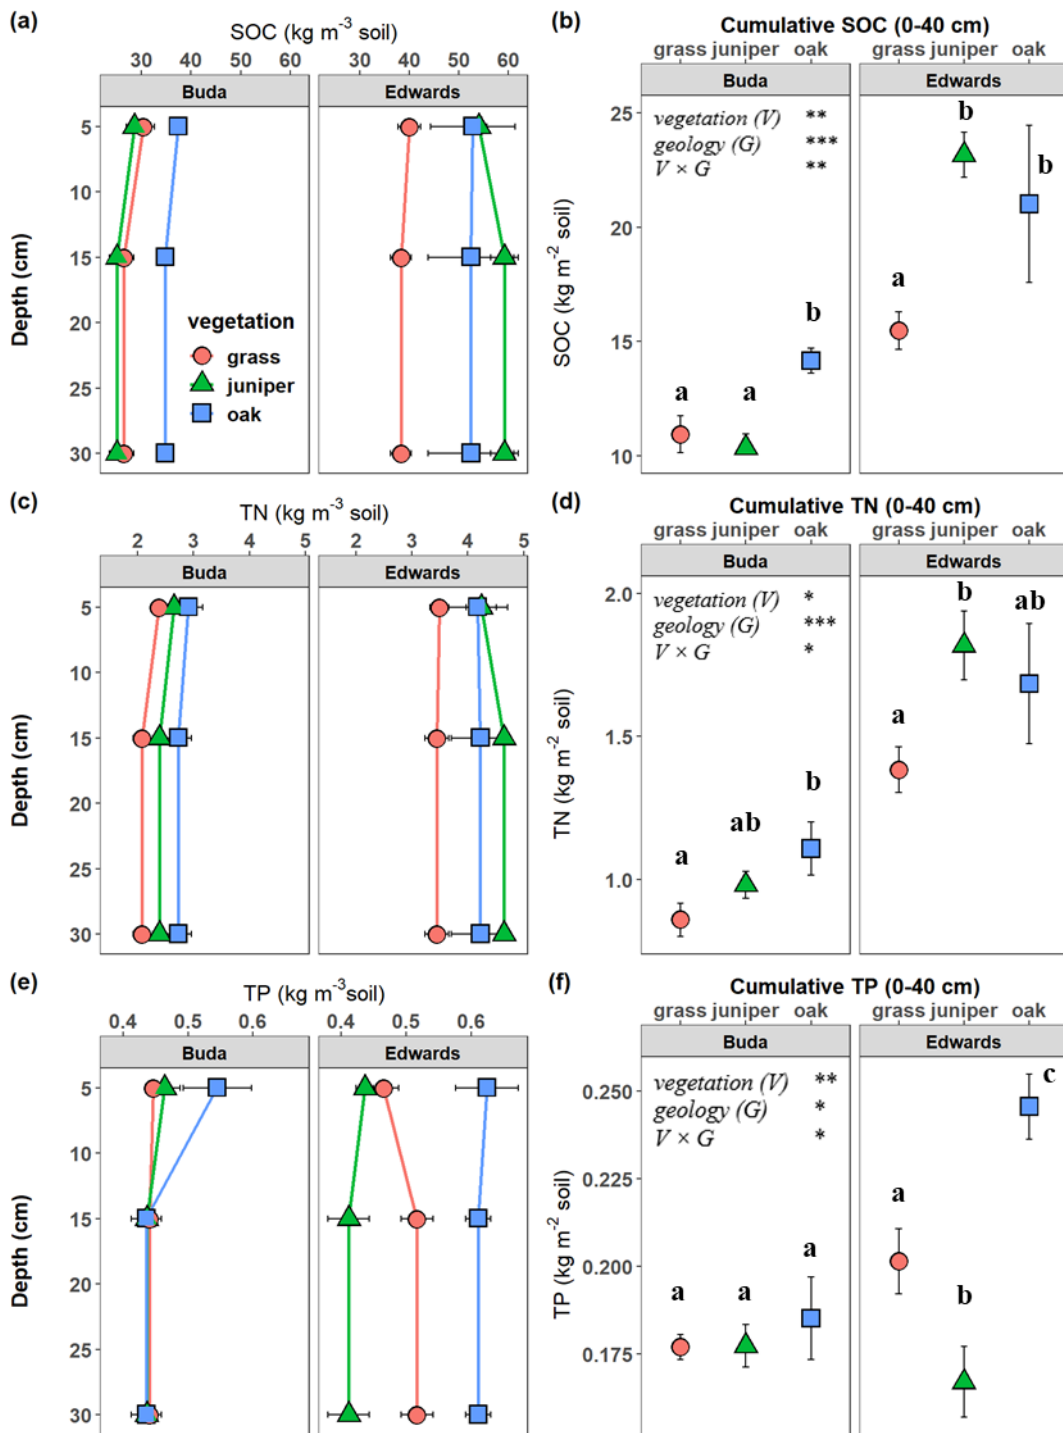 (a)
SOC (kg m⁻³ soil)
30 40 50 60
30 40 50 60
Buda
Edwards
5
10
15
20
25
30
Depth (cm)
vegetation
grass
juniper
oak
(b)
Cumulative SOC (0-40 cm)
grass juniper oak
grass juniper oak
Buda
Edwards
25
20
15
10
SOC (kg m⁻² soil)
vegetation (V) **
geology (G) ***
V × G **
a a b
a b b
(c)
TN (kg m⁻³ soil)
2 3 4 5
2 3 4 5
Buda
Edwards
5
10
15
20
25
30
Depth (cm)
(d)
Cumulative TN (0-40 cm)
grass juniper oak
grass juniper oak
Buda
Edwards
2.0
1.5
1.0
TN (kg m⁻² soil)
vegetation (V) *
geology (G) ***
V × G *
a ab b
a b ab
(e)
TP (kg m⁻³soil)
0.4 0.5 0.6
0.4 0.5 0.6
Buda
Edwards
5
10
15
20
25
30
Depth (cm)
(f)
Cumulative TP (0-40 cm)
grass juniper oak
grass juniper oak
Buda
Edwards
0.250
0.225
0.200
0.175
TP (kg m⁻² soil)
vegetation (V) **
geology (G) *
V × G *
a a a
a b c